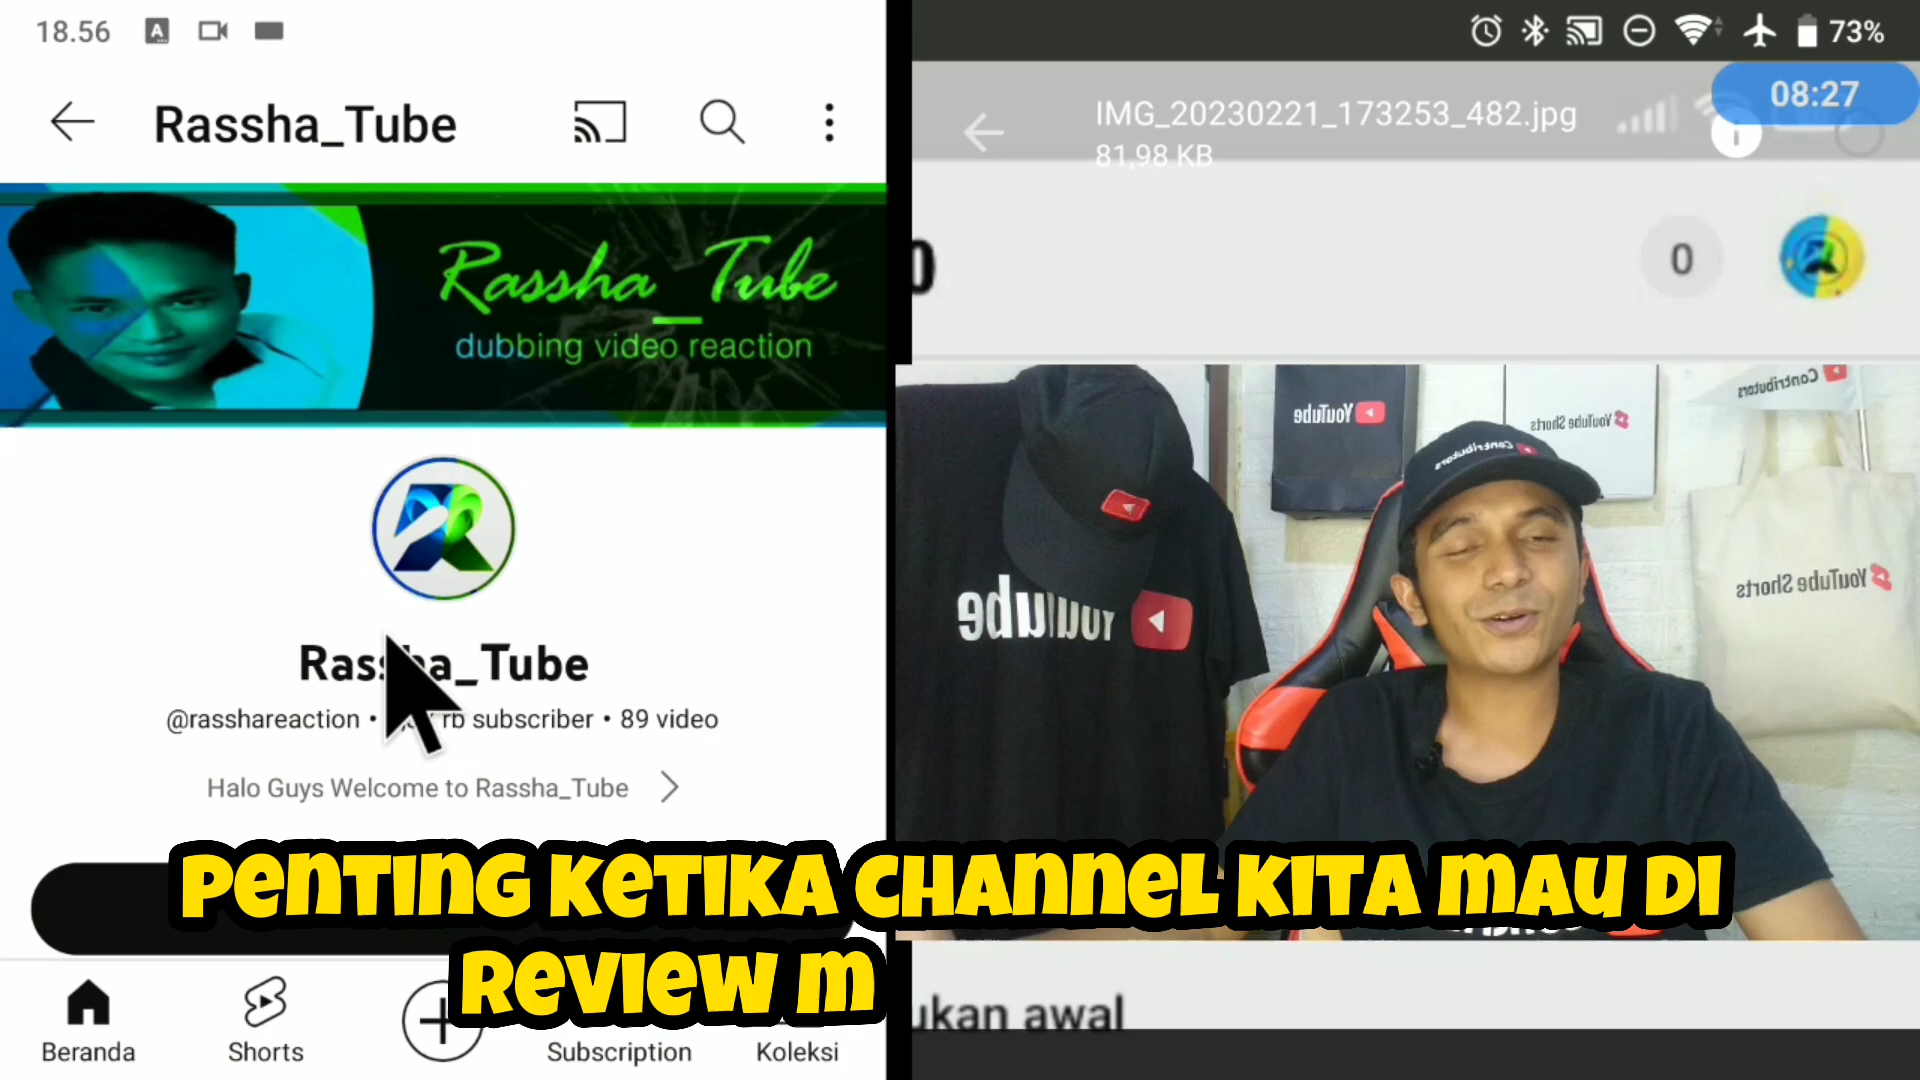 18.56
73%
08:27
Rassha_Tube
IMG_20230221_173253_482.jpg
81,98 KB
Rassha_Tube
dubbing video reaction
0
Contributors
YouTube
YouTube Shorts
Contributors
YouTube
YouTube Shorts
Rassha_Tube
@rasshareaction • rb subscriber • 89 video
Halo Guys Welcome to Rassha_Tube
PENTING KETIKA CHANNEL KITA MAU DI
REVIEW M
ukan awal
Beranda
Shorts
Subscription
Koleksi